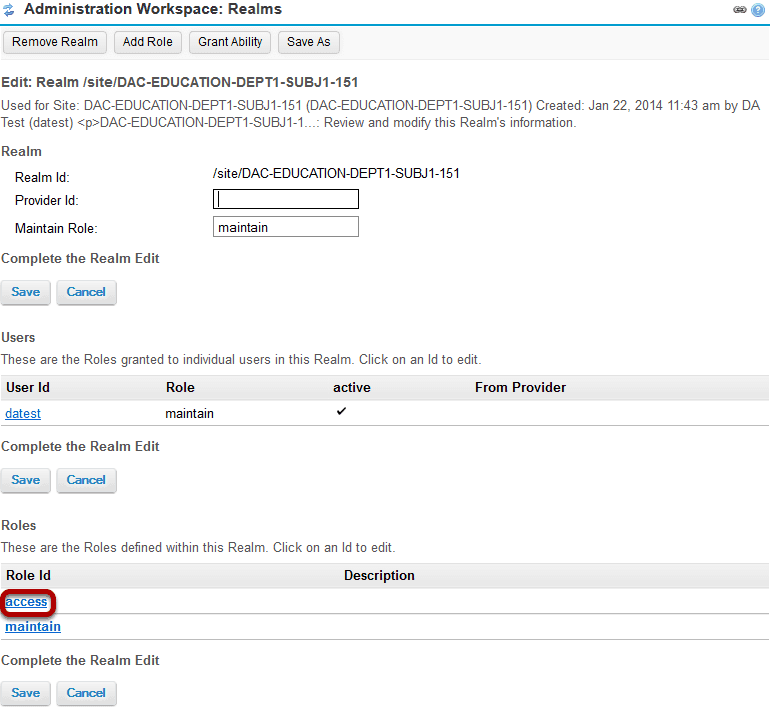 Administration Workspace: Realms
Remove Realm Add Role Grant Ability Save As
Edit: Realm /site/DAC-EDUCATION-DEPT1-SUBJ1-151
Used for Site: DAC-EDUCATION-DEPT1-SUBJ1-151 (DAC-EDUCATION-DEPT1-SUBJ1-151) Created: Jan 22, 2014 11:43 am by DA
Test (datest) <p>DAC-EDUCATION-DEPT1-SUBJ1-1...: Review and modify this Realm's information.
Realm
Realm Id: /site/DAC-EDUCATION-DEPT1-SUBJ1-151
Provider Id:
Maintain Role: maintain
Complete the Realm Edit
Save Cancel
Users
These are the Roles granted to individual users in this Realm. Click on an Id to edit.
User Id Role active From Provider
datest maintain ✔
Complete the Realm Edit
Save Cancel
Roles
These are the Roles defined within this Realm. Click on an Id to edit.
Role Id Description
access
maintain
Complete the Realm Edit
Save Cancel